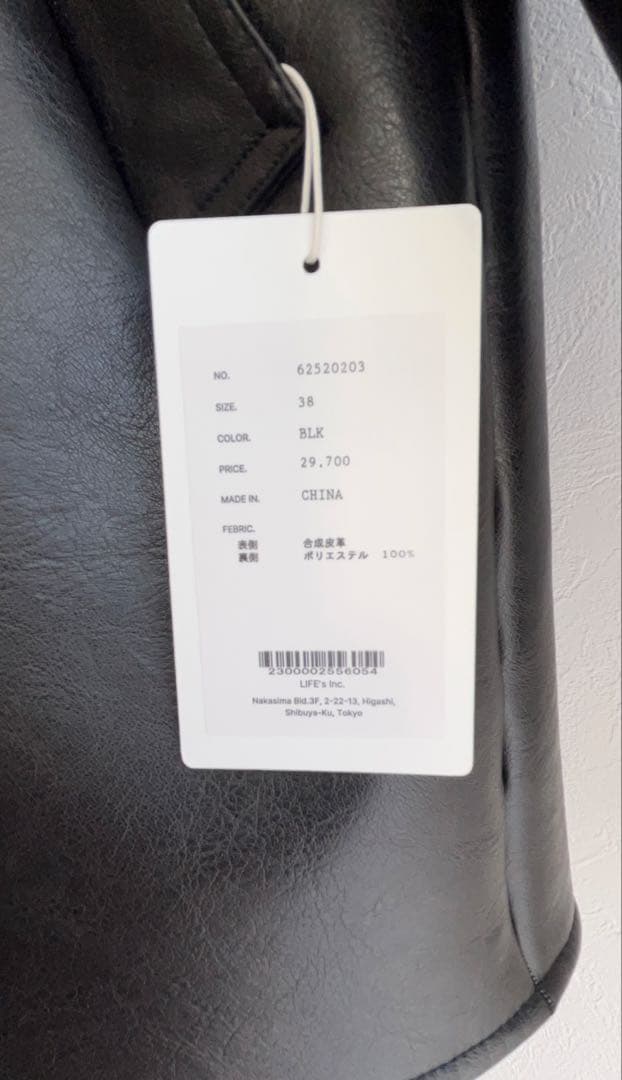 NO. 62520203
SIZE. 38
COLOR. BLK
PRICE. 29,700
MADE IN. CHINA
FEBRIC.
表側 合成皮革
裏側 ポリエステル 100%
2300002556054
LIFE's Inc.
Nakasima Bld.3F, 2-22-13, Higashi,
Shibuya-Ku, Tokyo